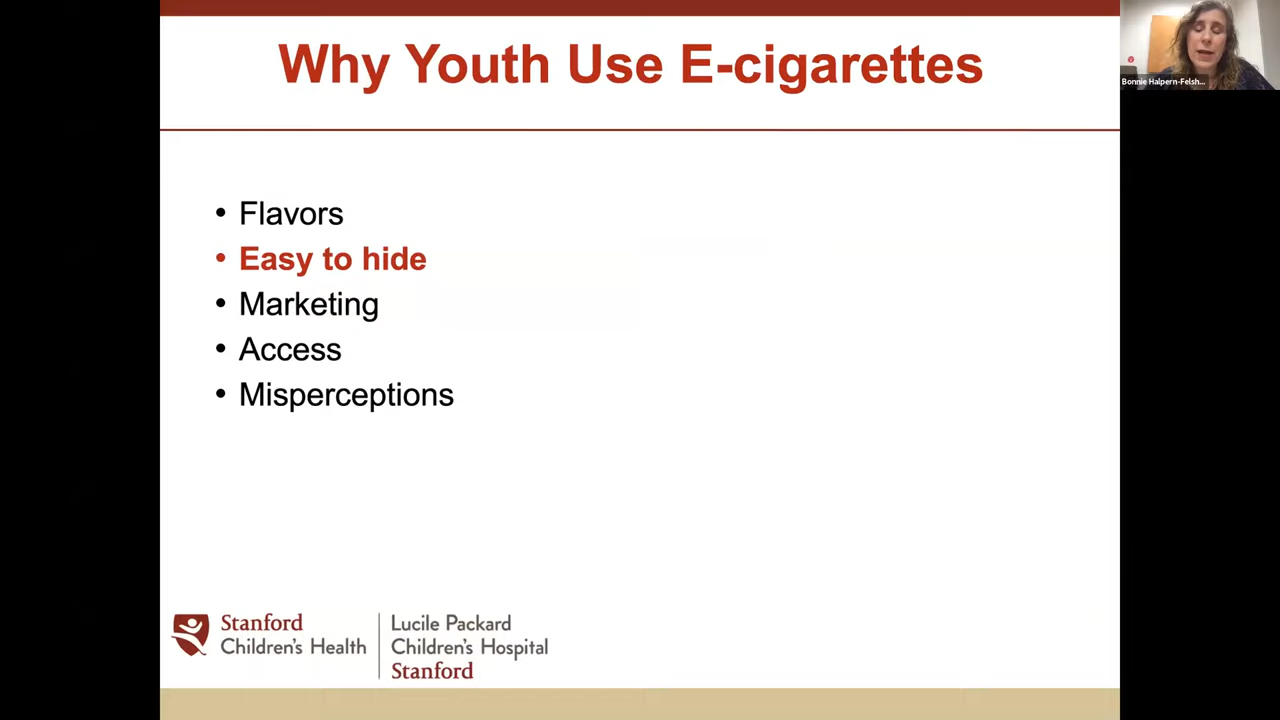 Why Youth Use E-cigarettes
Bonnie Halpern-Felsh...
• Flavors
• Easy to hide
• Marketing
• Access
• Misperceptions
Stanford
Children's Health
Lucile Packard
Children's Hospital
Stanford